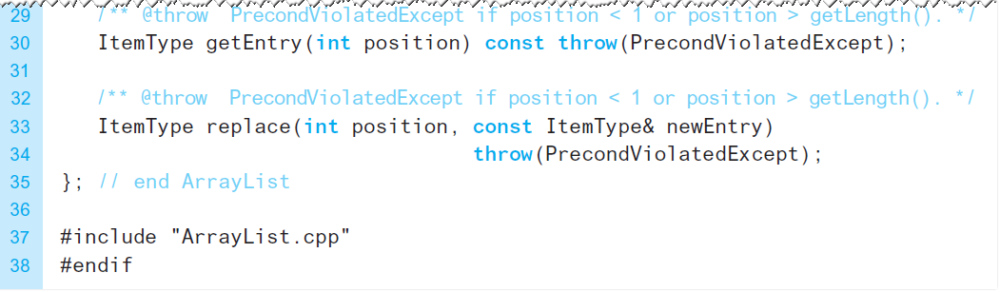 29 /** @throw PrecondViolatedExcept if position < 1 or position > getLength(). */
30 ItemType getEntry(int position) const throw(PrecondViolatedExcept);
31
32 /** @throw PrecondViolatedExcept if position < 1 or position > getLength(). */
33 ItemType replace(int position, const ItemType& newEntry)
34 throw(PrecondViolatedExcept);
35 }; // end ArrayList
36
37 #include "ArrayList.cpp"
38 #endif